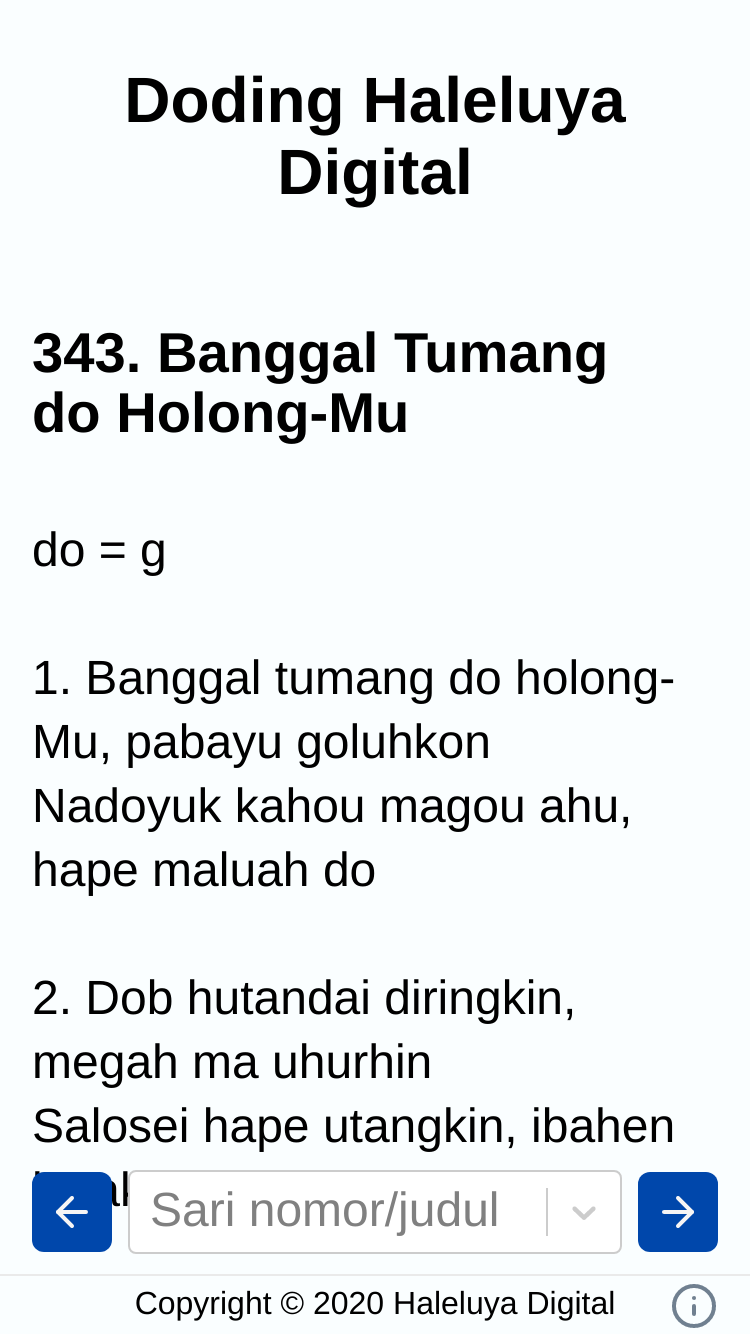 Doding Haleluya
Digital
343. Banggal Tumang
do Holong-Mu
do = g
1. Banggal tumang do holong-
Mu, pabayu goluhkon
Nadoyuk kahou magou ahu,
hape maluah do
2. Dob hutandai diringkin,
megah ma uhurhin
Salosei hape utangkin, ibahen
Sari nomor/judul
Copyright © 2020 Haleluya Digital